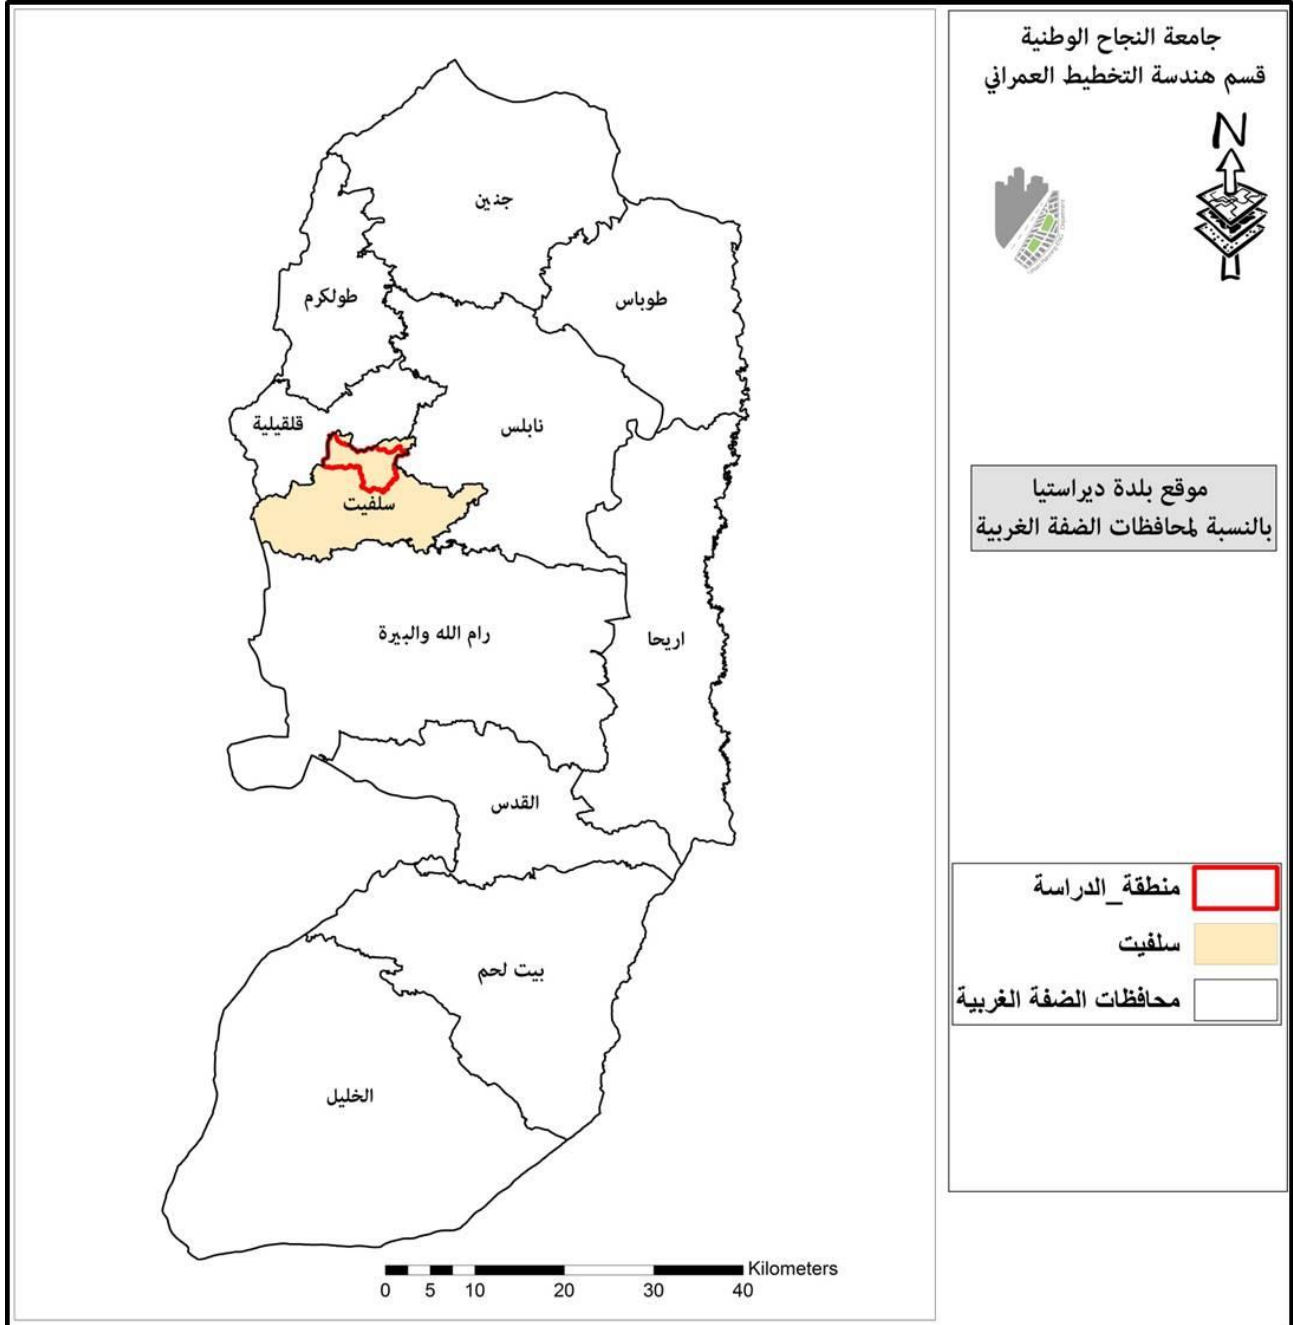 جامعة النجاح الوطنية
قسم هندسة التخطيط العمراني
N
موقع بلدة ديراستيا
بالنسبة لمحافظات الضفة الغربية
منطقة_الدراسة
سلفيت
محافظات الضفة الغربية
جنين
طوباس
طولكرم
قلقيلية
نابلس
سلفيت
رام الله والبيرة
اريحا
القدس
بيت لحم
الخليل
Kilometers
0 5 10 20 30 40